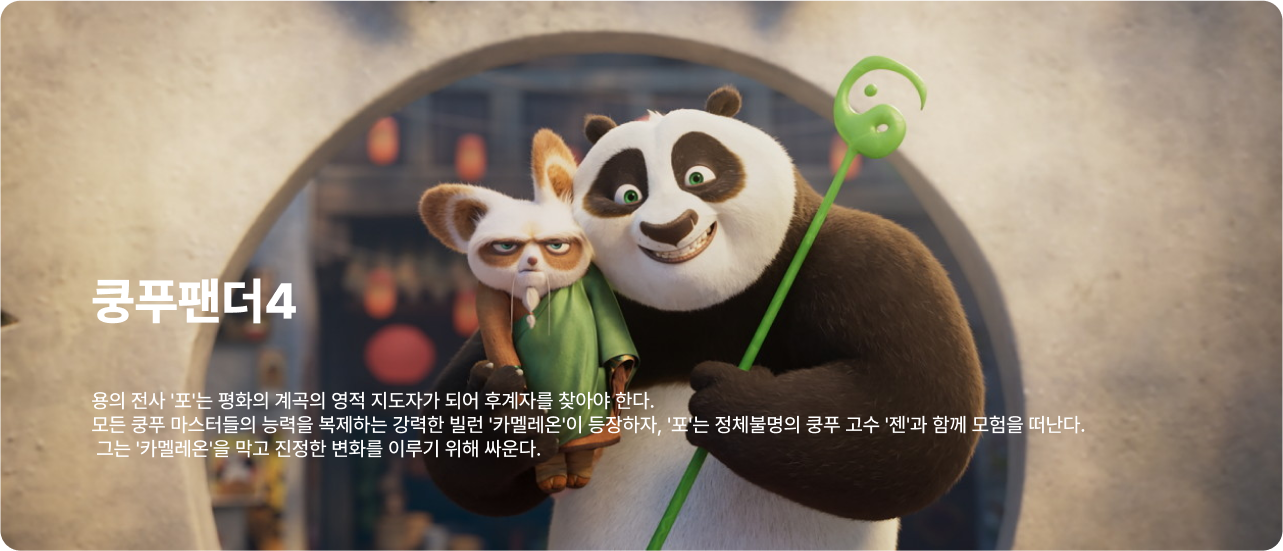 쿵푸팬더4
용의 전사 '포'는 평화의 계곡의 영적 지도자가 되어 후계자를 찾아야 한다.
모든 쿵푸 마스터들의 능력을 복제하는 강력한 빌런 '카멜레온'이 등장하자, '포'는 정체불명의 쿵푸 고수 '젠'과 함께 모험을 떠난다.
그는 '카멜레온'을 막고 진정한 변화를 이루기 위해 싸운다.